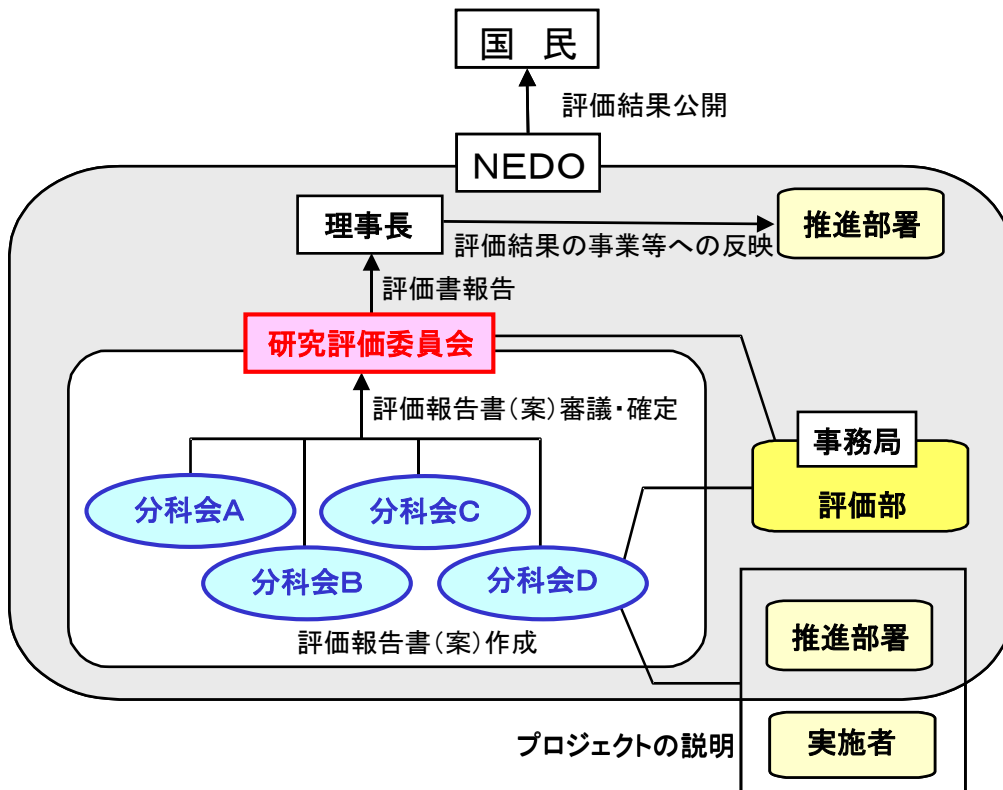 国 民
評価結果公開
NEDO
理事長
推進部署
評価結果の事業等への反映
評価書報告
研究評価委員会
評価報告書(案)審議・確定
事務局
評価部
分科会A
分科会C
分科会B
分科会D
評価報告書(案)作成
推進部署
プロジェクトの説明
実施者